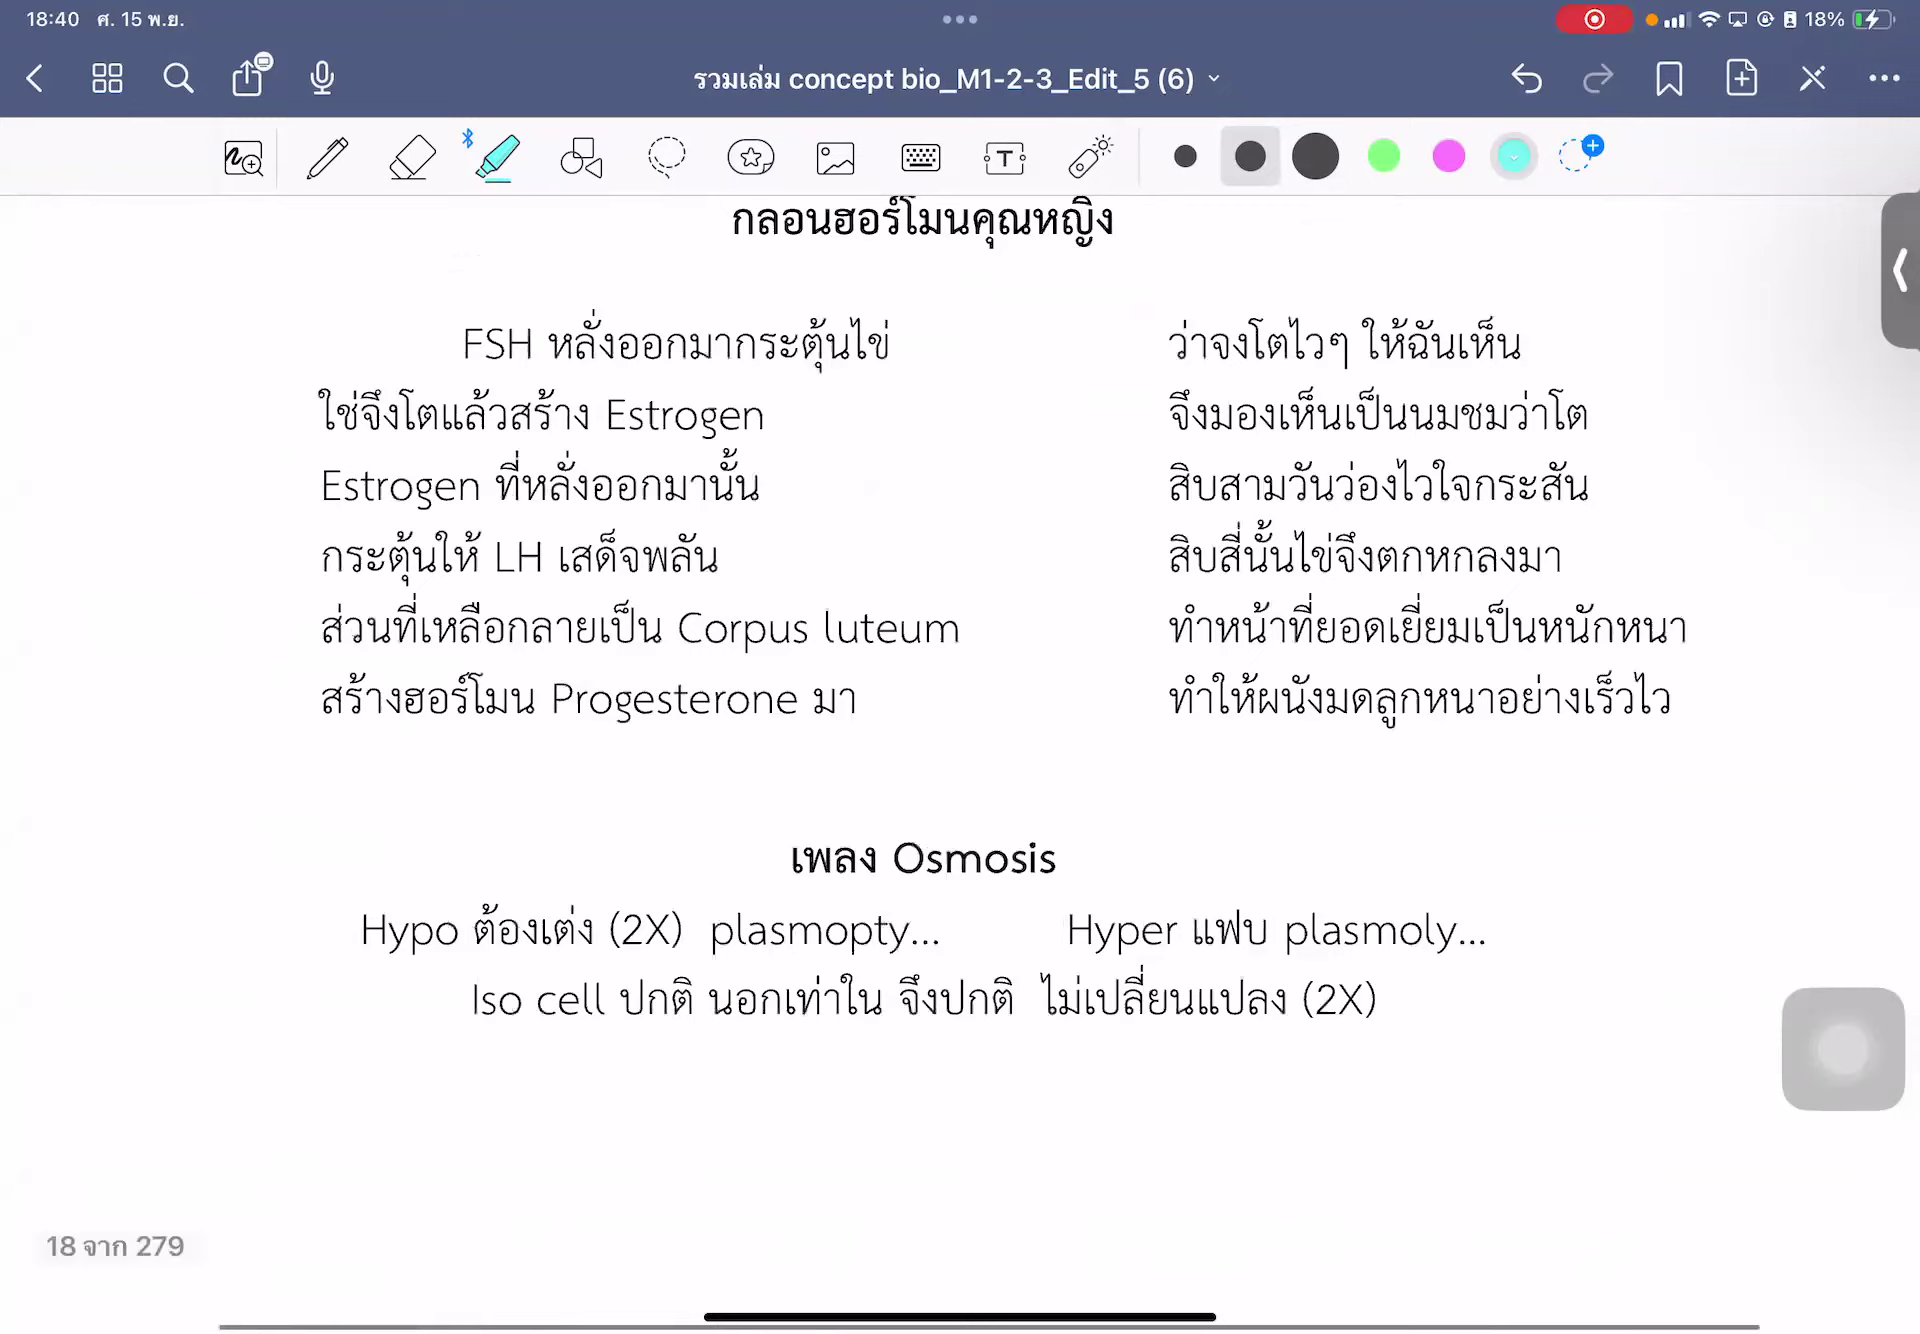 18:40 ศ. 15 พ.ย.
18%
รวมเล่ม concept bio_M1-2-3_Edit_5 (6)
กลอนฮอร์โมนคุณหญิง
FSH หลั่งออกมากระตุ้นไข่ ว่าจงโตไวๆ ให้ฉันเห็น
ใช่จึงโตแล้วสร้าง Estrogen จึงมองเห็นเป็นนมชมว่าโต
Estrogen ที่หลั่งออกมานั้น สิบสามวันว่องไวใจกระสัน
กระตุ้นให้ LH เสด็จพลัน สิบสี่นั้นไข่จึงตกหกลงมา
ส่วนที่เหลือกลายเป็น Corpus luteum ทำหน้าที่ยอดเยี่ยมเป็นหนักหนา
สร้างฮอร์โมน Progesterone มา ทำให้ผนังมดลูกหนาอย่างเร็วไว
เพลง Osmosis
Hypo ต้องเต่ง (2X) plasmopty... Hyper แฟบ plasmoly...
Iso cell ปกติ นอกเท่าใน จึงปกติ ไม่เปลี่ยนแปลง (2X)
18 จาก 279